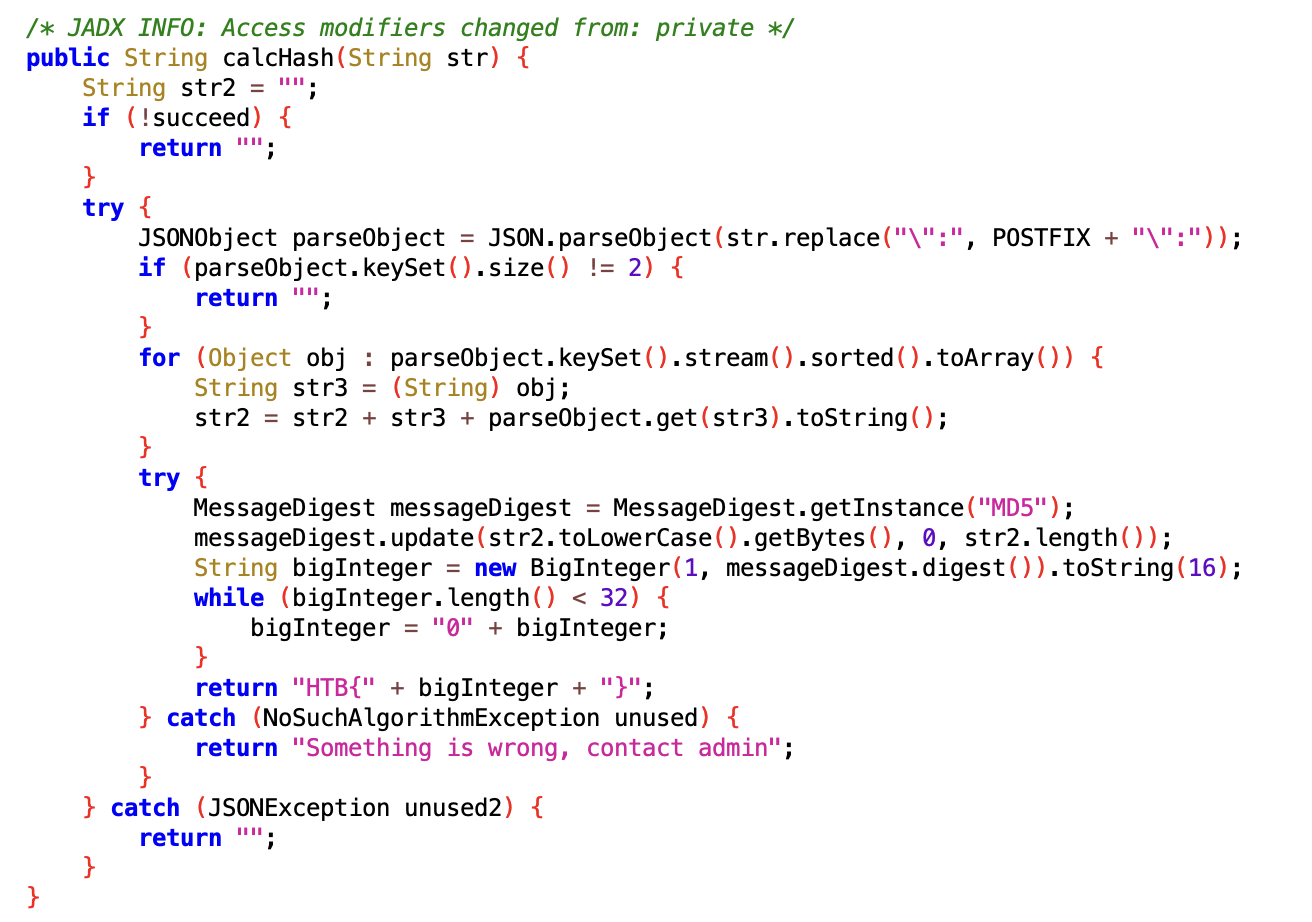 /* JADX INFO: Access modifiers changed from: private */
public String calcHash(String str) {
    String str2 = "";
    if (!succeed) {
        return "";
    }
    try {
        JSONObject parseObject = JSON.parseObject(str.replace("\":", POSTFIX + "\":"));
        if (parseObject.keySet().size() != 2) {
            return "";
        }
        for (Object obj : parseObject.keySet().stream().sorted().toArray()) {
            String str3 = (String) obj;
            str2 = str2 + str3 + parseObject.get(str3).toString();
        }
        try {
            MessageDigest messageDigest = MessageDigest.getInstance("MD5");
            messageDigest.update(str2.toLowerCase().getBytes(), 0, str2.length());
            String bigInteger = new BigInteger(1, messageDigest.digest()).toString(16);
            while (bigInteger.length() < 32) {
                bigInteger = "0" + bigInteger;
            }
            return "HTB{" + bigInteger + "}";
        } catch (NoSuchAlgorithmException unused) {
            return "Something is wrong, contact admin";
        }
    } catch (JSONException unused2) {
        return "";
    }
}